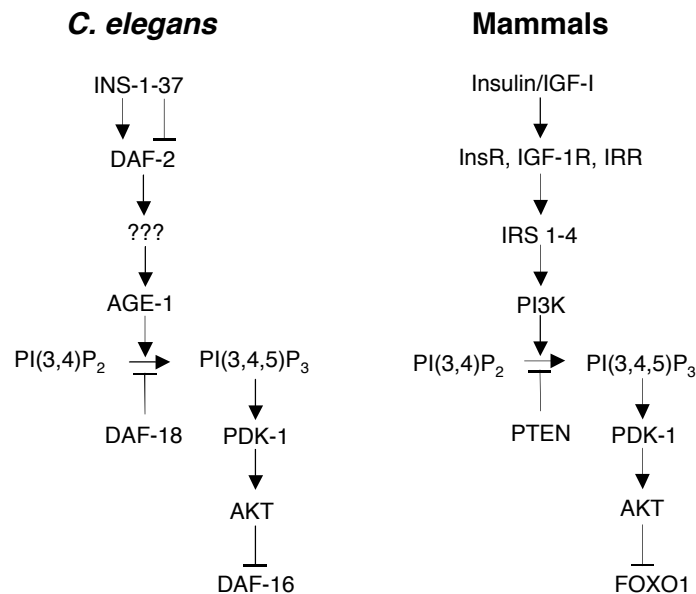 C. elegans
INS-1-37
DAF-2
???
AGE-1
PI(3,4)P2
PI(3,4,5)P3
DAF-18
PDK-1
AKT
DAF-16
Mammals
Insulin/IGF-I
InsR, IGF-1R, IRR
IRS 1-4
PI3K
PI(3,4)P2
PI(3,4,5)P3
PTEN
PDK-1
AKT
FOXO1